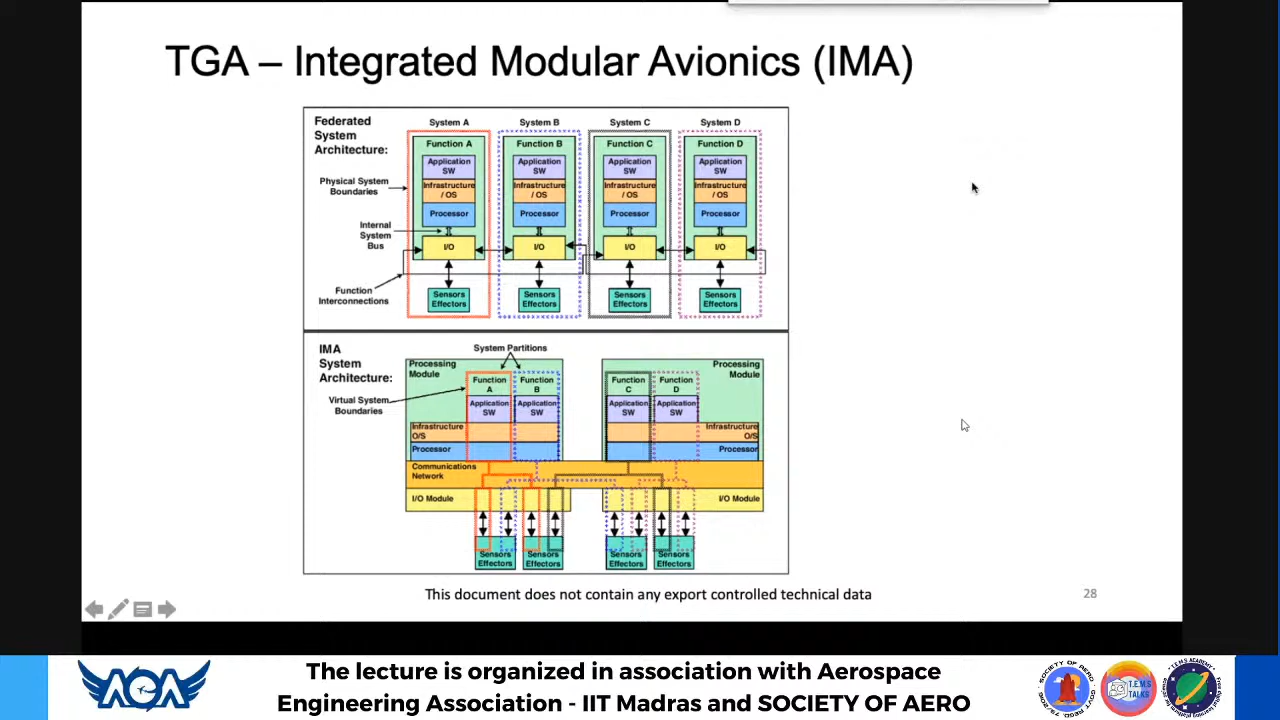 TGA – Integrated Modular Avionics (IMA)
Federated
System
Architecture:
System A
System B
System C
System D
Function A
Function B
Function C
Function D
Application
SW
Application
SW
Application
SW
Application
SW
Physical System
Boundaries
Infrastructure
/ OS
Infrastructure
/ OS
Infrastructure
/ OS
Infrastructure
/ OS
Processor
Processor
Processor
Processor
Internal
System
Bus
I/O
I/O
I/O
I/O
Function
Interconnections
Sensors
Effectors
Sensors
Effectors
Sensors
Effectors
Sensors
Effectors
IMA
System
Architecture:
System Partitions
Processing
Module
Processing
Module
Function
A
Function
B
Function
C
Function
D
Virtual System
Boundaries
Application
SW
Application
SW
Application
SW
Application
SW
Infrastructure
O/S
Infrastructure
O/S
Processor
Processor
Communications
Network
I/O Module
I/O Module
Sensors
Effectors
Sensors
Effectors
Sensors
Effectors
Sensors
Effectors
This document does not contain any export controlled technical data
28
AOA
The lecture is organized in association with Aerospace
Engineering Association - IIT Madras and SOCIETY OF AERO
SOCIETY OF AERO
T.E.M.S
TALKS
T.E.M.S ACADEMY